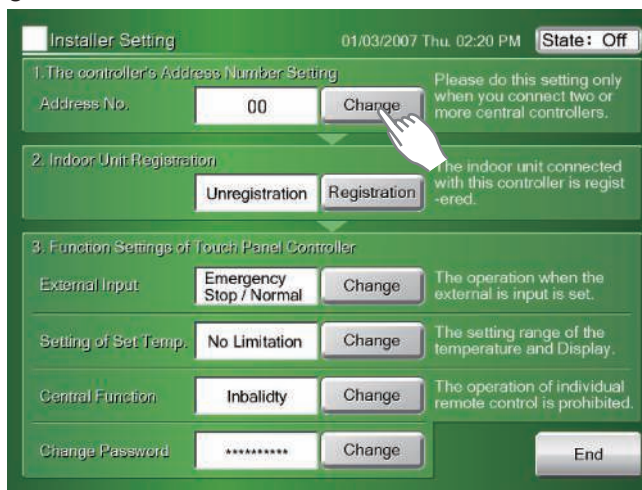 Installer Setting 01/03/2007 Thu. 02:20 PM State: Off
1.The controller's Address Number Setting
Address No. 00 Change
Please do this setting only
when you connect two or
more central controllers.
2. Indoor Unit Registration
Unregistration Registration
The indoor unit connected
with this controller is regist
-ered.
3. Function Settings of Touch Panel Controller
External Input
Emergency
Stop / Normal
Change
The operation when the
external is input is set.
Setting of Set Temp. No Limitation Change
The setting range of the
temperature and Display.
Central Function Inbalidty Change
The operation of individual
remote control is prohibited.
Change Password ********** Change
End